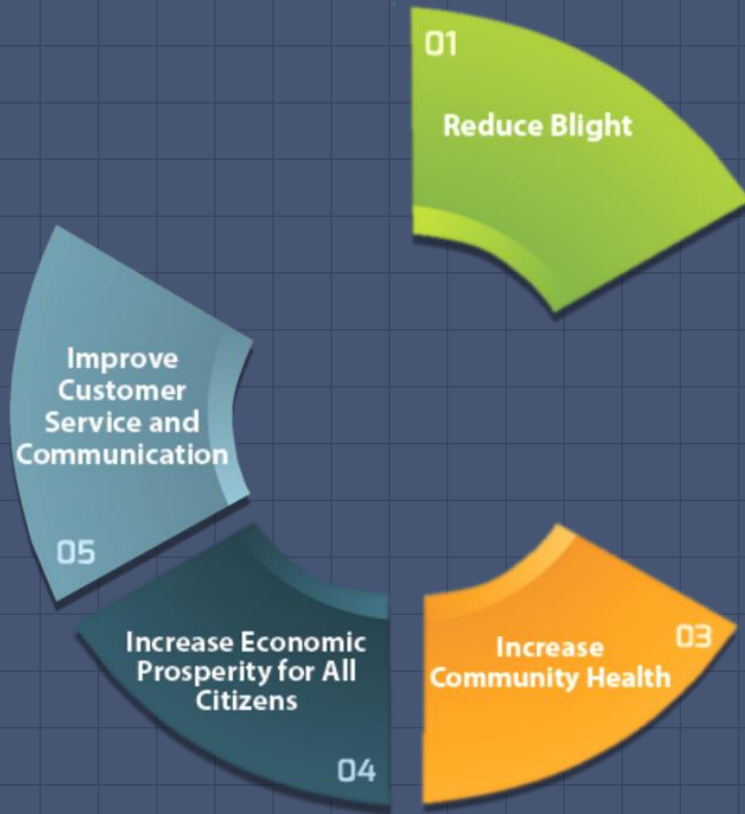 01
Reduce Blight
03
Increase
Community Health
04
Increase Economic
Prosperity for All
Citizens
05
Improve
Customer
Service and
Communication